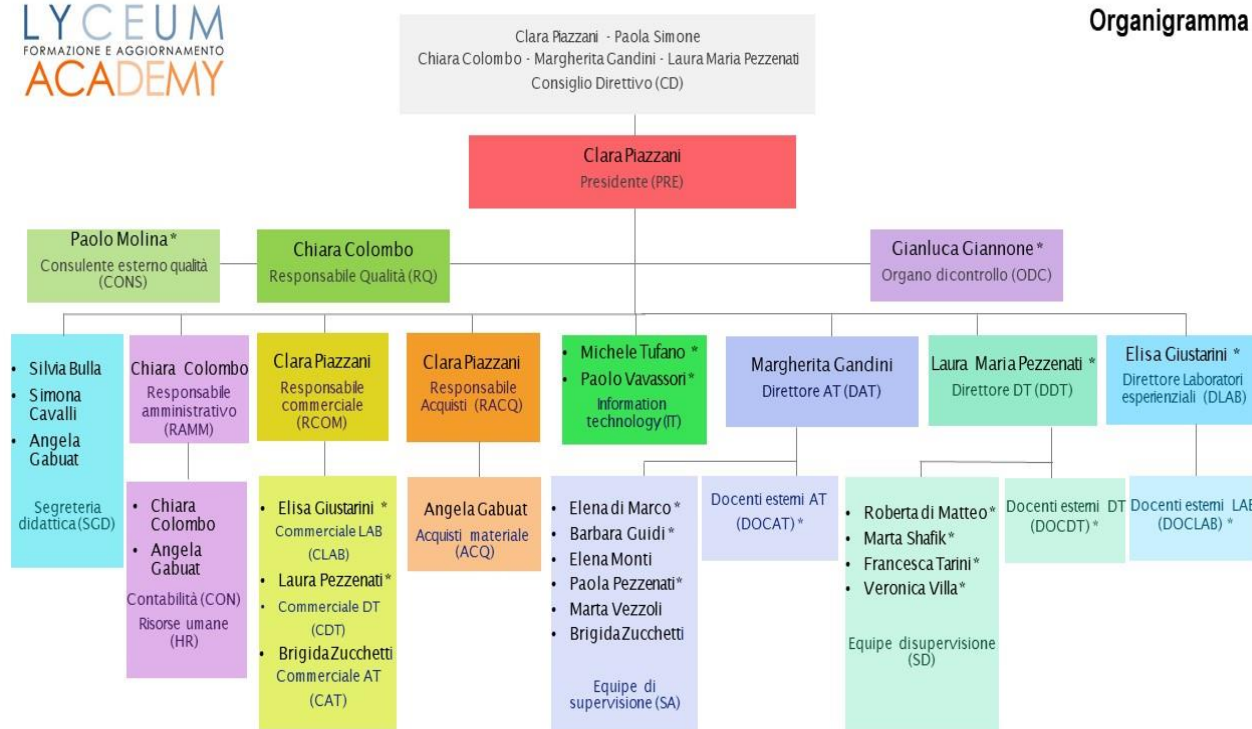 LYCEUM
FORMAZIONE E AGGIORNAMENTO
ACADEMY
Organigramma
Clara Piazzani - Paola Simone
Chiara Colombo - Margherita Gandini - Laura Maria Pezzenati
Consiglio Direttivo (CD)
Clara Piazzani
Presidente (PRE)
Paolo Molina *
Consulente esterno qualità
(CONS)
Chiara Colombo
Responsabile Qualità (RQ)
Gianluca Giannone *
Organo dicontrollo (ODC)
• Silvia Bulla
• Simona
Cavalli
• Angela
Gabuat
Segreteria
didattica (SGD)
Chiara Colombo
Responsabile
amministrativo
(RAMM)
Clara Piazzani
Responsabile
commerciale
(RCOM)
Clara Piazzani
Responsabile
Acquisti (RACQ)
• Michele Tufano *
• Paolo Vavassori *
Information
technology (IT)
Margherita Gandini
Direttore AT (DAT)
Laura Maria Pezzenati *
Direttore DT (DDT)
Elisa Giustarini *
Direttore Laboratori
esperienziali (DLAB)
• Chiara
Colombo
• Angela
Gabuat
Contabilità (CON)
Risorse umane
(HR)
• Elisa Giustarini *
Commerciale LAB
(CLAB)
• Laura Pezzenati *
• Commerciale DT
(CDT)
• Brigida Zucchetti
Commerciale AT
(CAT)
Angela Gabuat
Acquisti materiale
(ACQ)
• Elena di Marco *
• Barbara Guidi *
• Elena Monti
• Paola Pezzenati *
• Marta Vezzoli
• Brigida Zucchetti
Equipe di
supervisione (SA)
Docenti esterni AT
(DOCAT) *
• Roberta di Matteo *
• Marta Shafik *
• Francesca Tarini *
• Veronica Villa *
Equipe disupervisione
(SD)
Docenti esterni DT
(DOCDT) *
Docenti esterni LAB
(DOCLAB) *